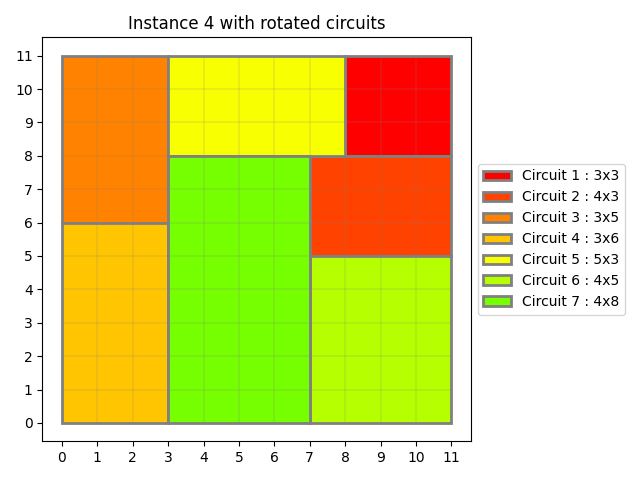 Instance 4 with rotated circuits
11
10
9
8
7
6
5
4
3
2
1
0
0 1 2 3 4 5 6 7 8 9 10 11
Circuit 1 : 3x3
Circuit 2 : 4x3
Circuit 3 : 3x5
Circuit 4 : 3x6
Circuit 5 : 5x3
Circuit 6 : 4x5
Circuit 7 : 4x8